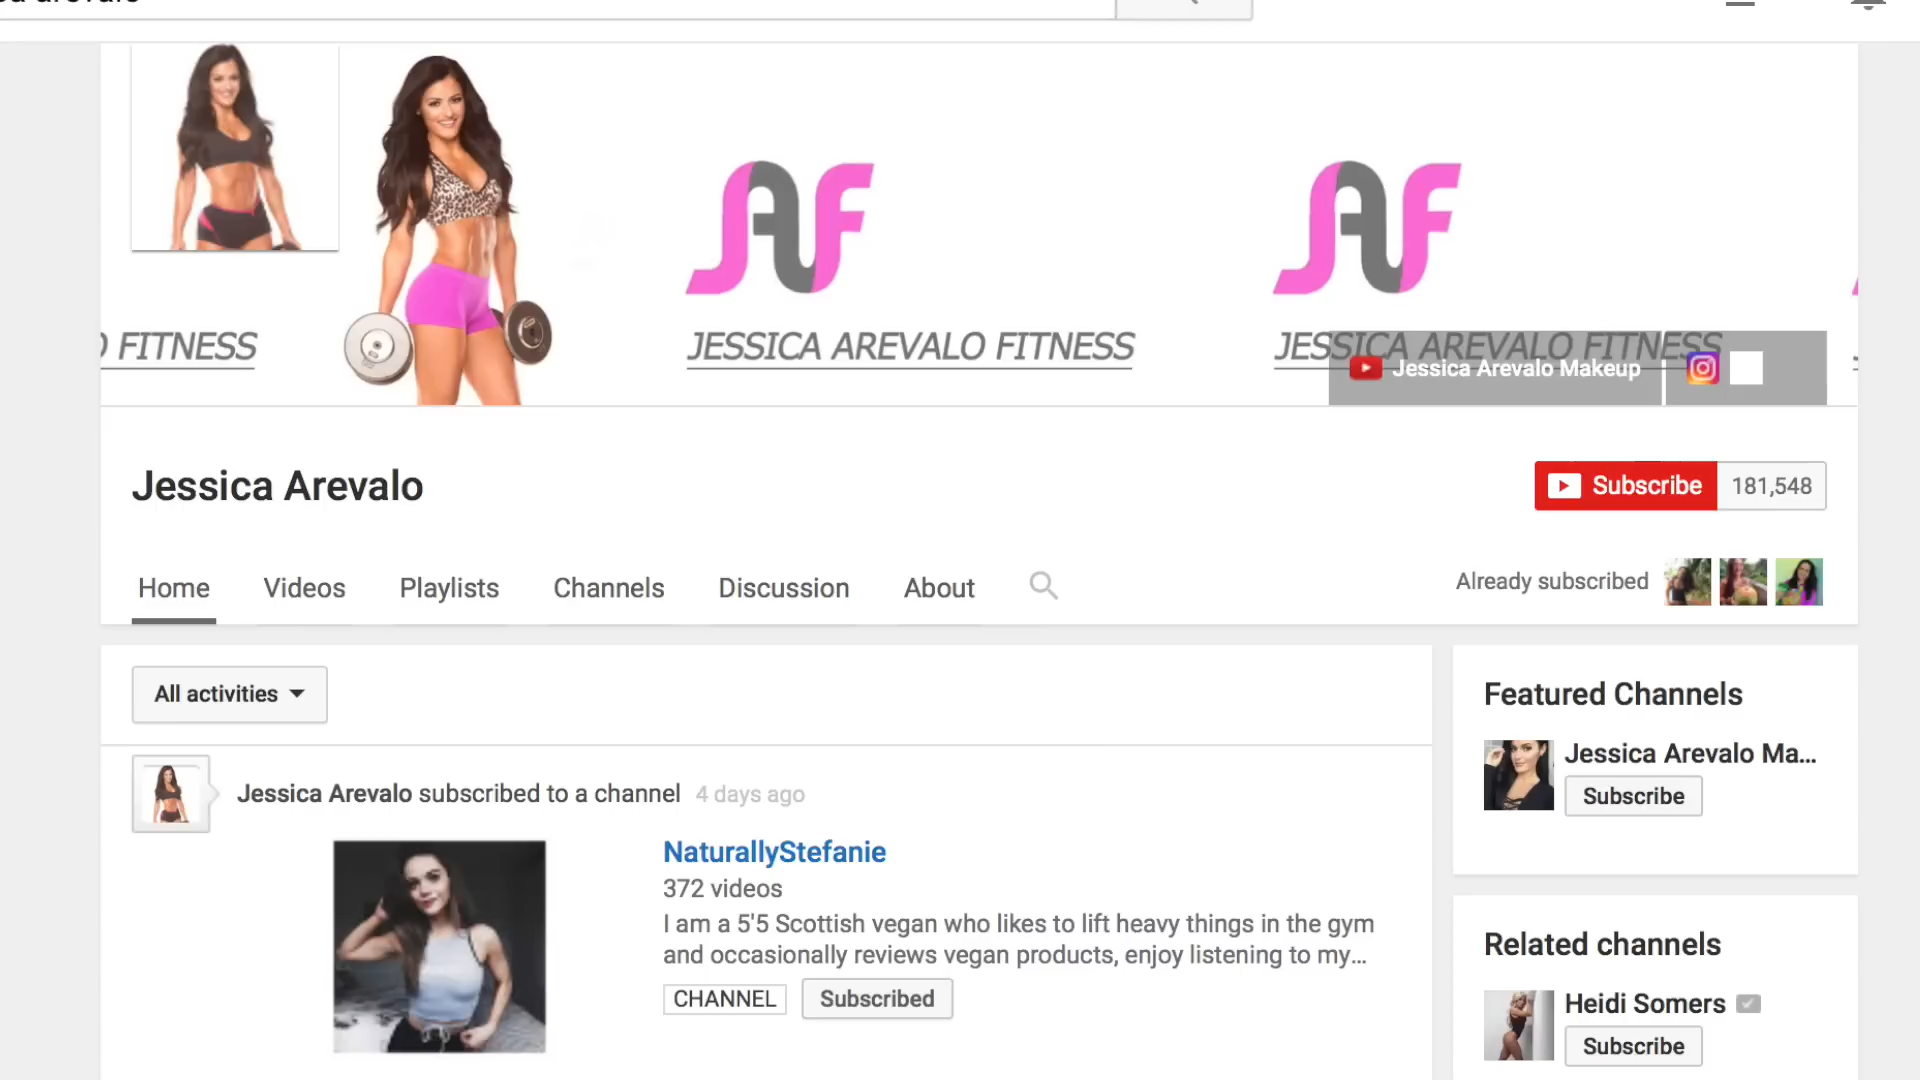 JAF
JAF
FITNESS
JESSICA AREVALO FITNESS
JESSICA AREVALO FITNESS
Jessica Arevalo Makeup
Jessica Arevalo
Subscribe
181,548
Home
Videos
Playlists
Channels
Discussion
About
Already subscribed
All activities
Featured Channels
Jessica Arevalo Ma...
Subscribe
Jessica Arevalo subscribed to a channel 4 days ago
NaturallyStefanie
372 videos
I am a 5'5 Scottish vegan who likes to lift heavy things in the gym
and occasionally reviews vegan products, enjoy listening to my...
CHANNEL
Subscribed
Related channels
Heidi Somers
Subscribe